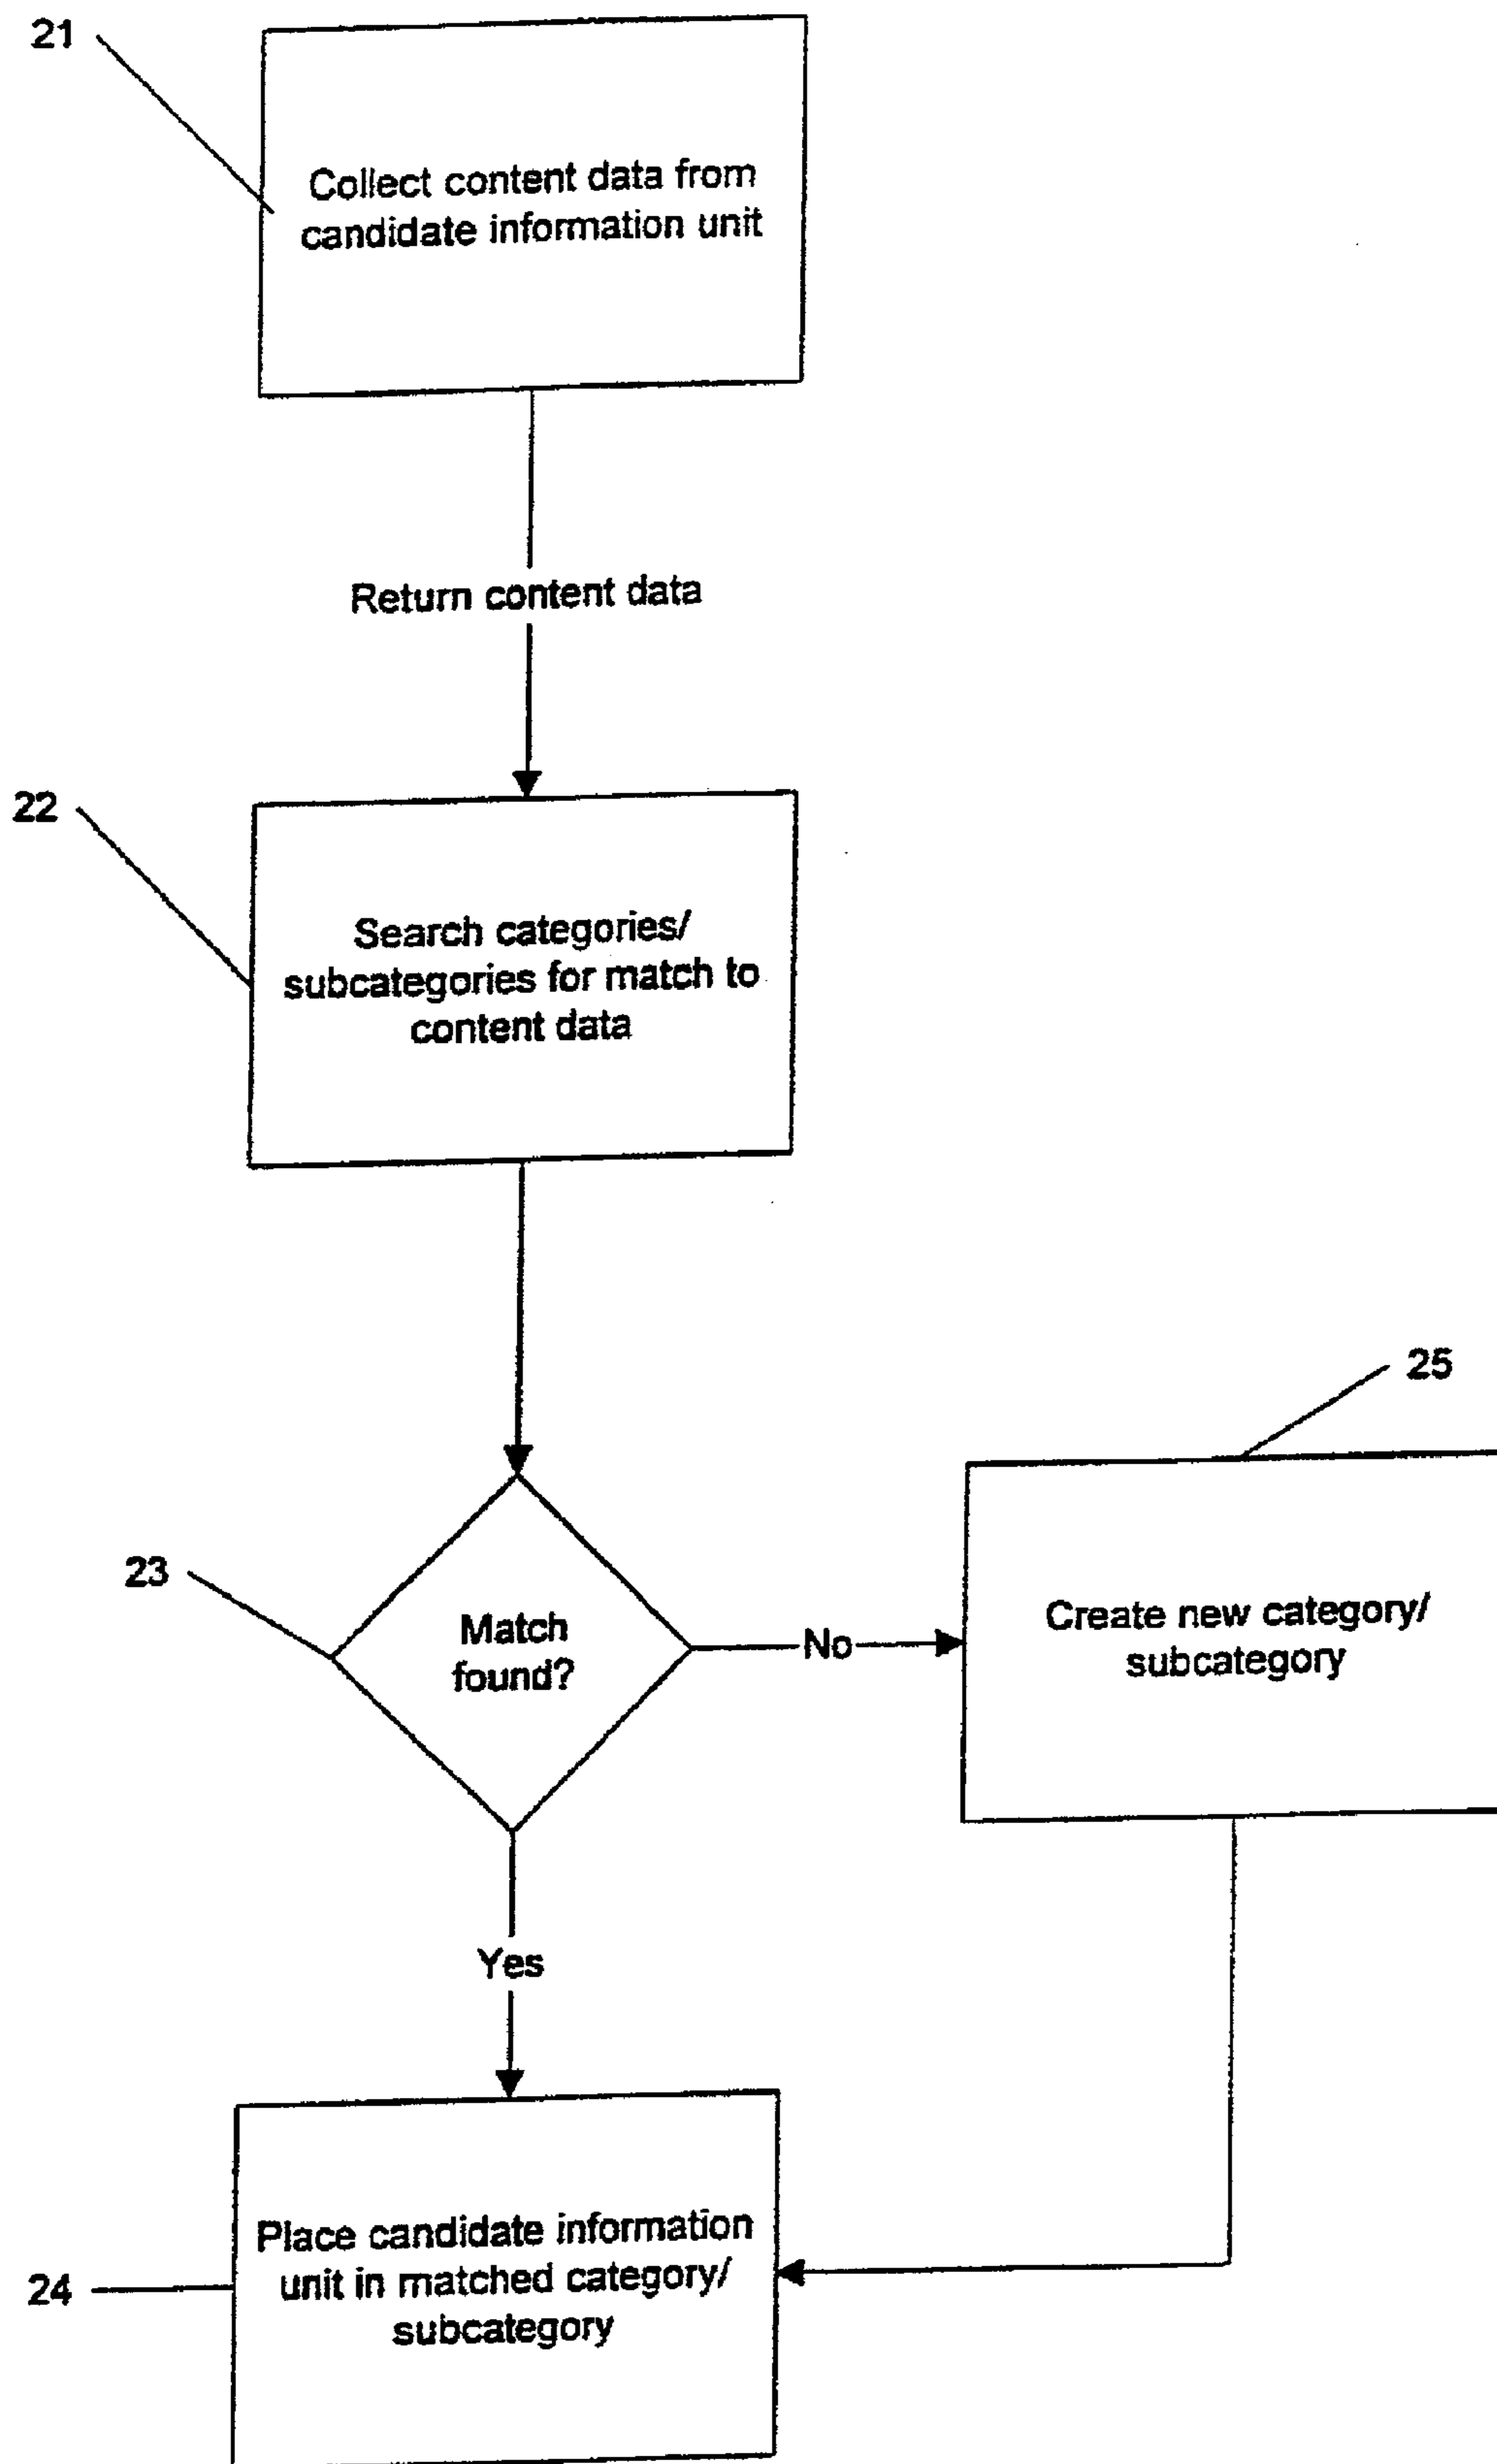 21
Collect content data from
candidate information unit
Return content data
22
Search categories/
subcategories for match to
content data
23
Match
found?
No
25
Create new category/
subcategory
Yes
24
Place candidate information
unit in matched category/
subcategory